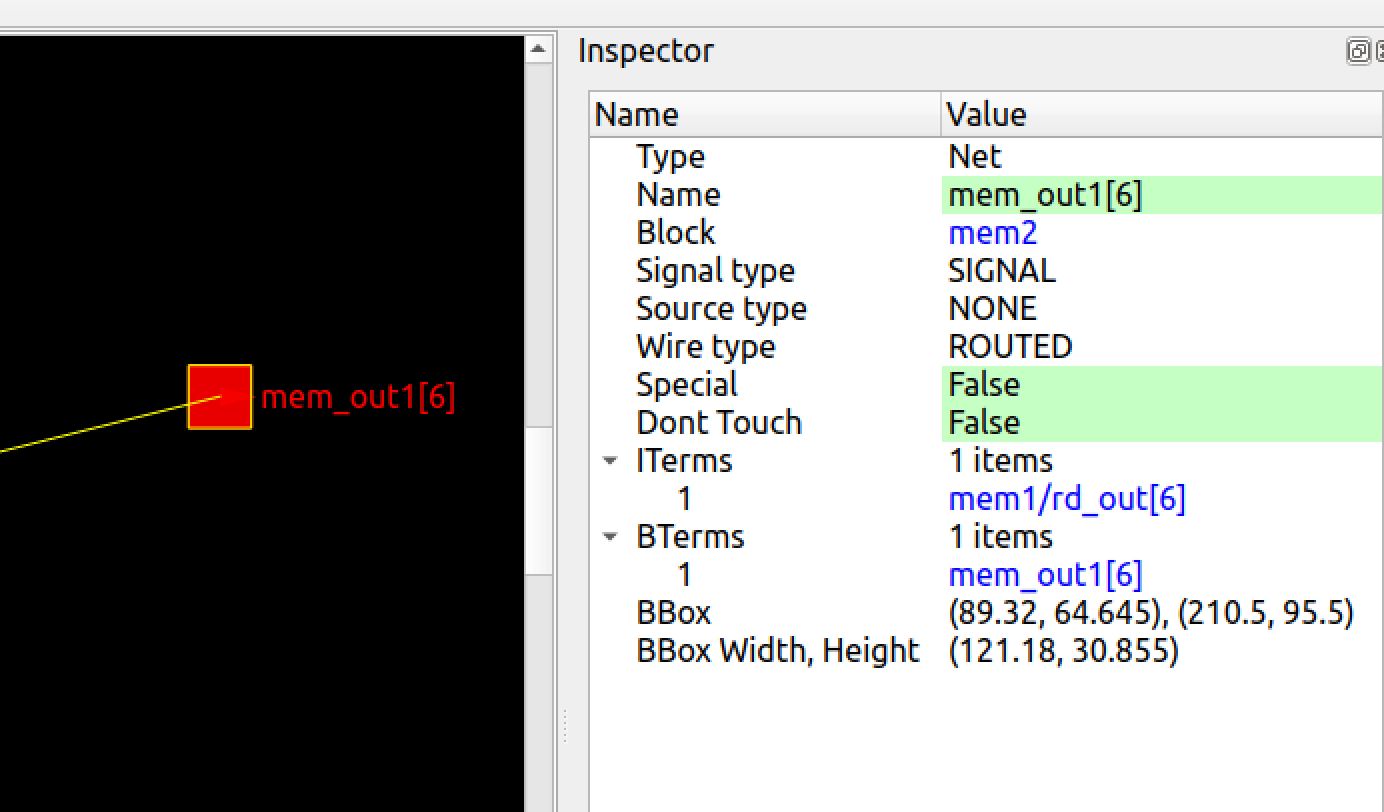 Inspector
Name Value
Type Net
Name mem_out1[6]
Block mem2
Signal type SIGNAL
Source type NONE
Wire type ROUTED
Special False
mem_out1[6]
Dont Touch False
ITerms 1 items
1 mem1/rd_out[6]
BTerms 1 items
1 mem_out1[6]
BBox (89.32, 64.645), (210.5, 95.5)
BBox Width, Height (121.18, 30.855)